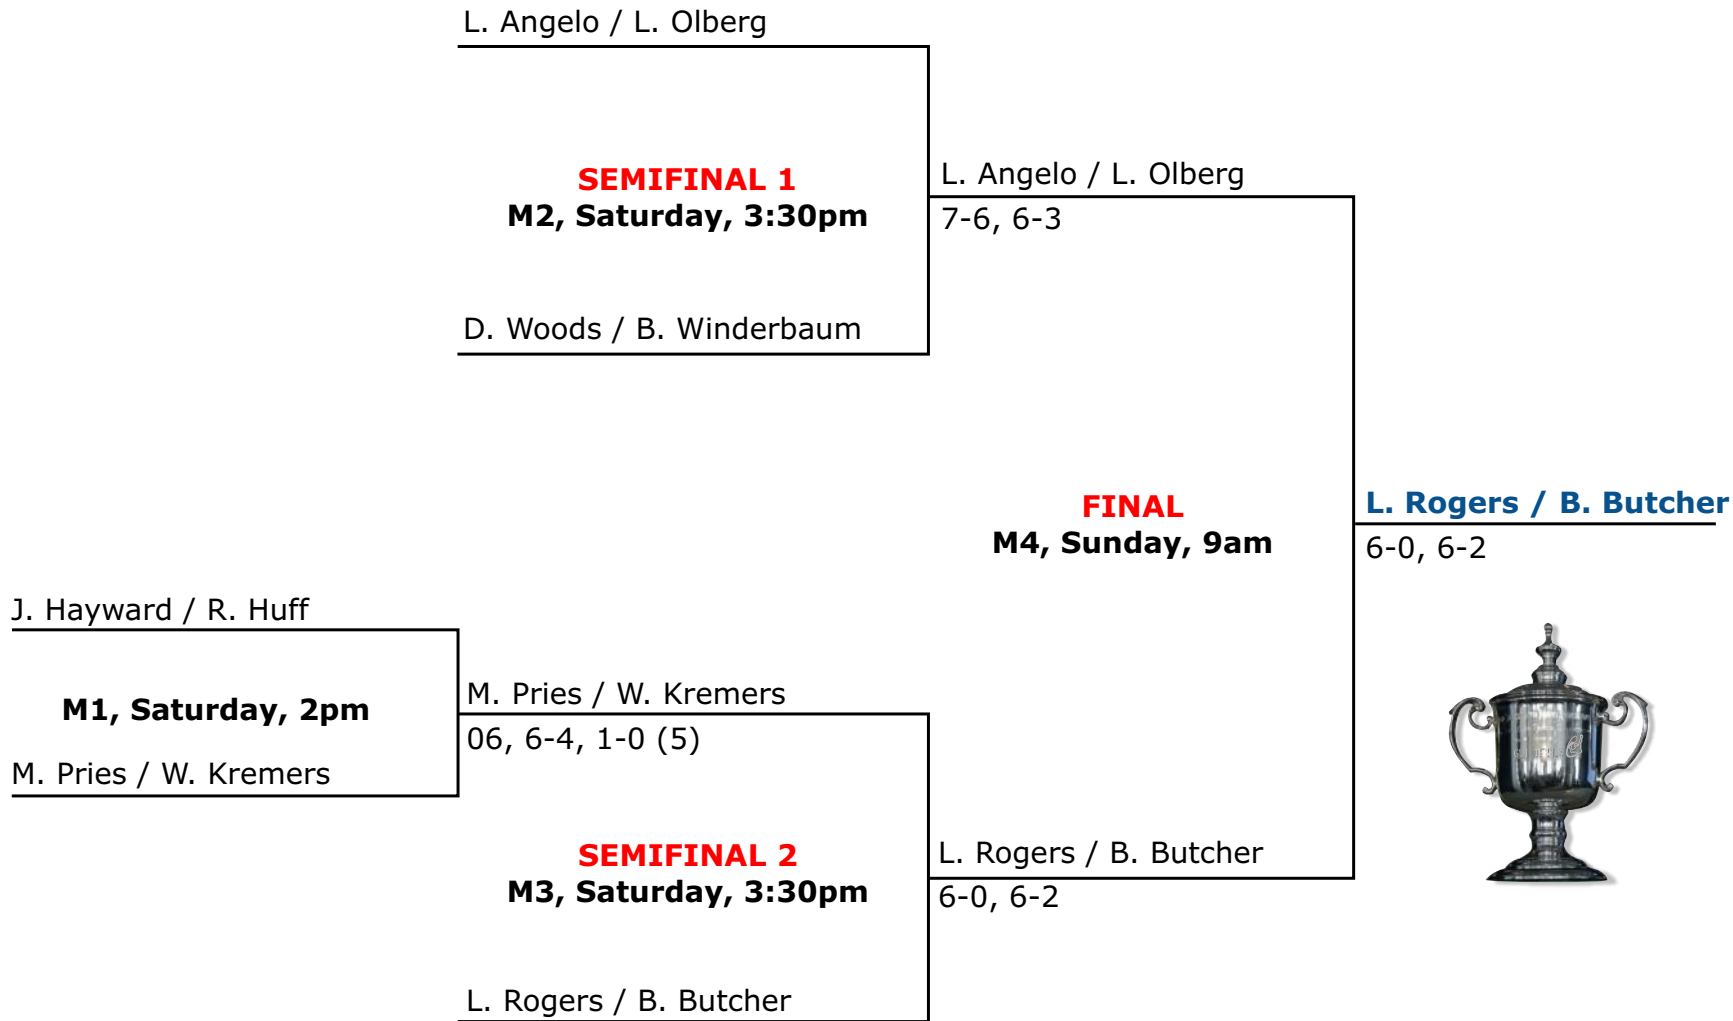 L. Angelo / L. Olberg
SEMIFINAL 1
M2, Saturday, 3:30pm
L. Angelo / L. Olberg
7-6, 6-3
D. Woods / B. Winderbaum
FINAL
M4, Sunday, 9am
L. Rogers / B. Butcher
6-0, 6-2
J. Hayward / R. Huff
M1, Saturday, 2pm
M. Pries / W. Kremers
06, 6-4, 1-0 (5)
M. Pries / W. Kremers
SEMIFINAL 2
M3, Saturday, 3:30pm
L. Rogers / B. Butcher
6-0, 6-2
L. Rogers / B. Butcher